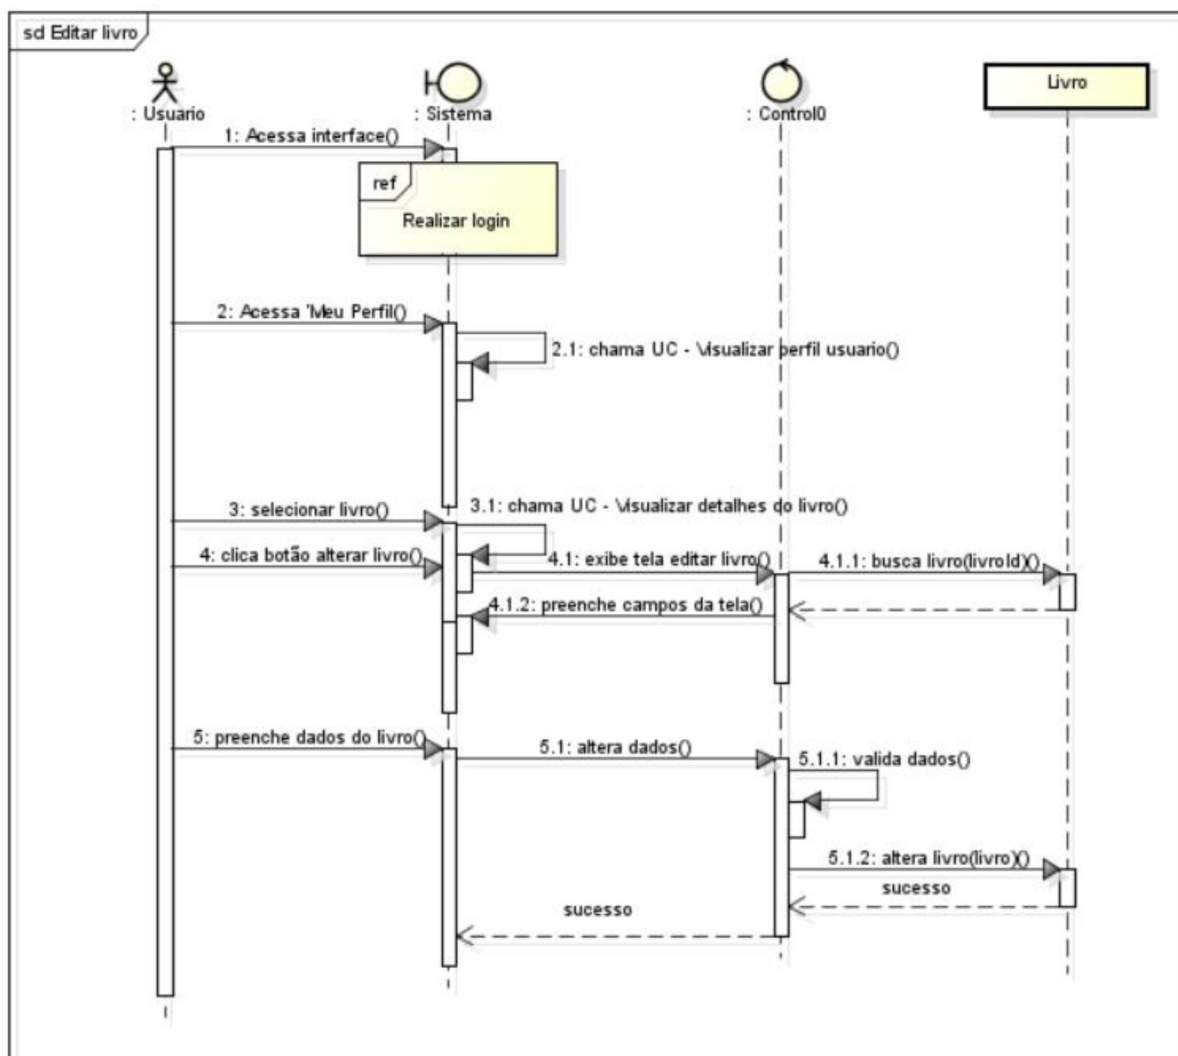 sd Editar livro
: Usuario
: Sistema
: Control0
Livro
1: Acessa interface()
ref
Realizar login
2: Acessa 'Meu Perfil()
2.1: chama UC - Visualizar perfil usuario()
3.1: chama UC - Visualizar detalhes do livro()
3: selecionar livro()
4: clica botão alterar livro()
4.1: exibe tela editar livro()
4.1.1: busca livro(livroId)()
4.1.2: preenche campos da tela()
5: preenche dados do livro()
5.1: altera dados()
5.1.1: valida dados()
5.1.2: altera livro(livro)()
sucesso
sucesso